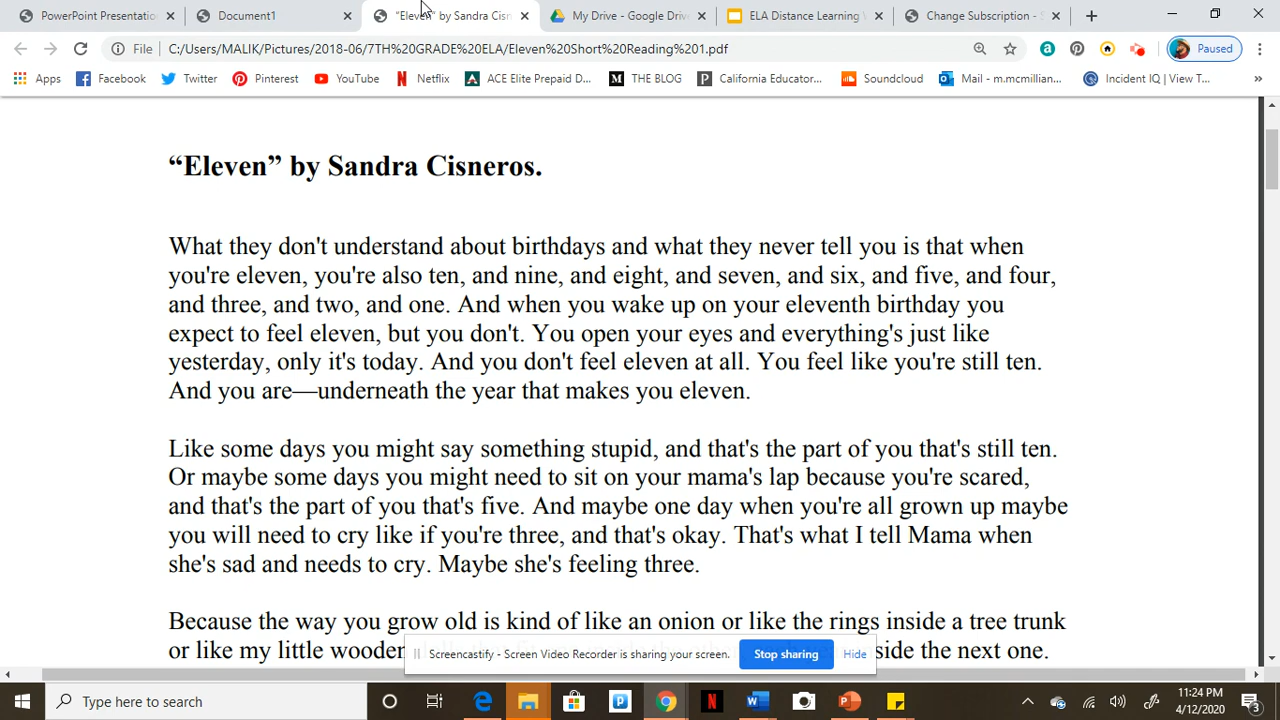 PowerPoint Presentatio
Document1
"Eleven" by Sandra Cisn
My Drive - Google Driv
ELA Distance Learning
Change Subscription -
File
C:/Users/MALIK/Pictures/2018-06/7TH%20GRADE%20ELA/Eleven%20Short%20Reading%201.pdf
Paused
Apps
Facebook
Twitter
Pinterest
YouTube
Netflix
ACE Elite Prepaid D...
THE BLOG
California Educator...
Soundcloud
Mail - m.mcmillian...
Incident IQ | View T...
“Eleven” by Sandra Cisneros.
What they don't understand about birthdays and what they never tell you is that when
you're eleven, you're also ten, and nine, and eight, and seven, and six, and five, and four,
and three, and two, and one. And when you wake up on your eleventh birthday you
expect to feel eleven, but you don't. You open your eyes and everything's just like
yesterday, only it's today. And you don't feel eleven at all. You feel like you're still ten.
And you are—underneath the year that makes you eleven.
Like some days you might say something stupid, and that's the part of you that's still ten.
Or maybe some days you might need to sit on your mama's lap because you're scared,
and that's the part of you that's five. And maybe one day when you're all grown up maybe
you will need to cry like if you're three, and that's okay. That's what I tell Mama when
she's sad and needs to cry. Maybe she's feeling three.
Because the way you grow old is kind of like an onion or like the rings inside a tree trunk
or like my little wooden side the next one.
Screencastify - Screen Video Recorder is sharing your screen.
Stop sharing
Hide
Type here to search
11:24 PM
4/12/2020
3